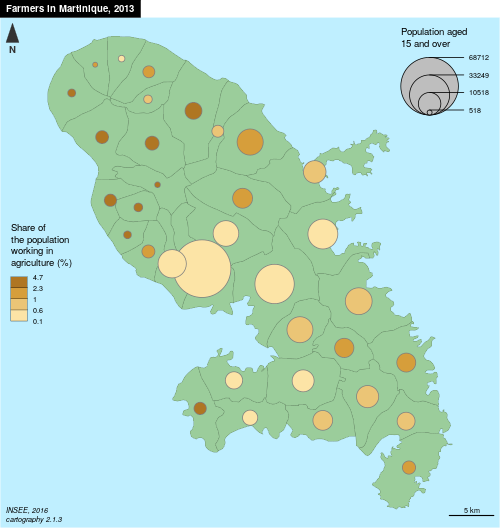 Farmers in Martinique, 2013
N
Population aged
15 and over
68712
33249
10518
518
Share of
the population
working in
agriculture (%)
4.7
2.3
1
0.6
0.1
INSEE, 2016
cartography 2.1.3
5 km